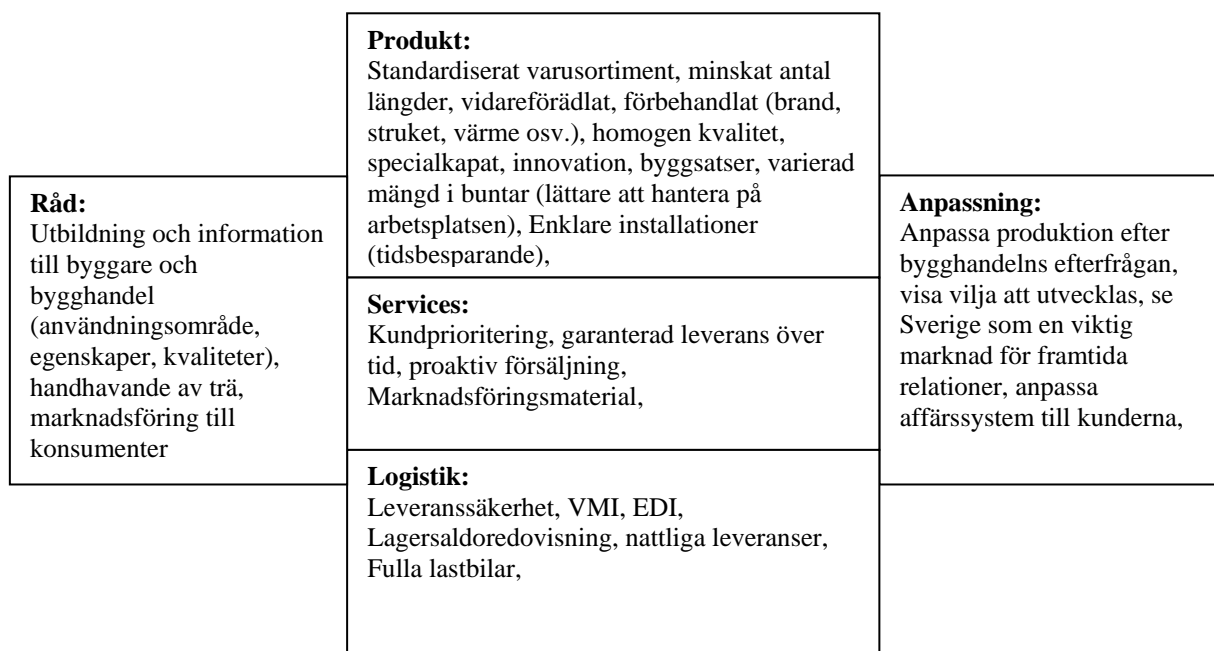 Produkt:
Standardiserat varusortiment, minskat antal
längder, vidareförädlat, förbehandlat (brand,
struket, värme osv.), homogen kvalitet,
specialkapat, innovation, byggsatser, varierad
mängd i buntar (lättare att hantera på
arbetsplatsen), Enklare installationer
(tidsbesparande),
Råd:
Utbildning och information
till byggare och
bygghandel
(användningsområde,
egenskaper, kvaliteter),
handhavande av trä,
marknadsföring till
konsumenter
Services:
Kundprioritering, garanterad leverans över
tid, proaktiv försäljning,
Marknadsföringsmaterial,
Anpassning:
Anpassa produktion efter
bygghandelns efterfrågan,
visa vilja att utvecklas, se
Sverige som en viktig
marknad för framtida
relationer, anpassa
affärssystem till kunderna,
Logistik:
Leveranssäkerhet, VMI, EDI,
Lagersaldoredovisning, nattliga leveranser,
Fulla lastbilar,